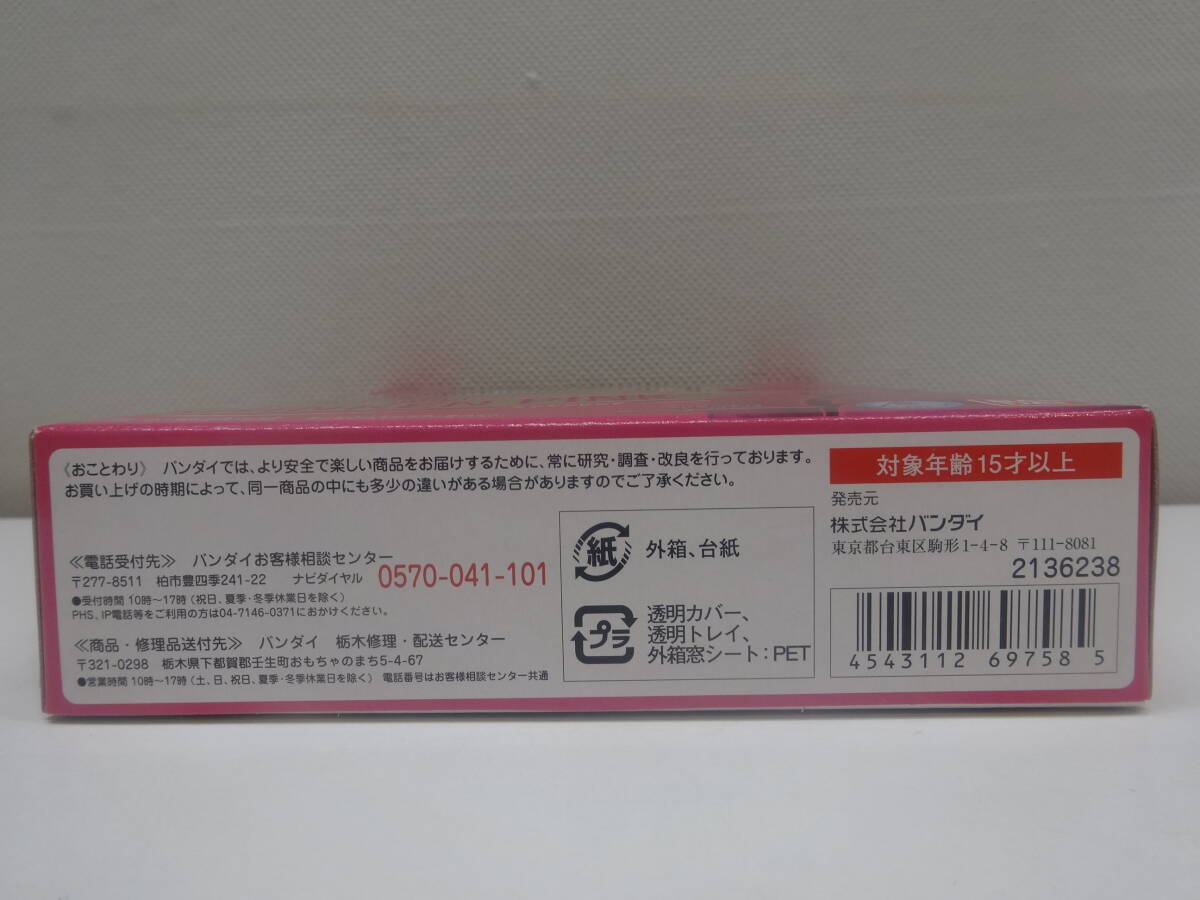 《おことわり》 バンダイでは、より安全で楽しい商品をお届けするために、常に研究・調査・改良を行っております。
お買い上げの時期によって、同一商品の中にも多少の違いがある場合がありますのでご了承ください。
≪電話受付先≫ バンダイお客様相談センター
〒277-8511 柏市豊四季241-22 ナビダイヤル 0570-041-101
●受付時間 10時～17時(祝日、夏季・冬季休業日を除く)
PHS、IP電話等をご利用の方は04-7146-0371におかけください。
≪商品・修理品送付先≫ バンダイ 栃木修理・配送センター
〒321-0298 栃木県下都賀郡壬生町おもちゃのまち5-4-67
●営業時間 10時～17時(土、日、祝日、夏季・冬季休業日を除く) 電話番号はお客様相談センター共通
紙 外箱、台紙
プラ 透明カバー、
透明トレイ、
外箱窓シート：PET
対象年齢15才以上
発売元
株式会社バンダイ
東京都台東区駒形1-4-8 〒111-8081
2136238
4543112 69758 5